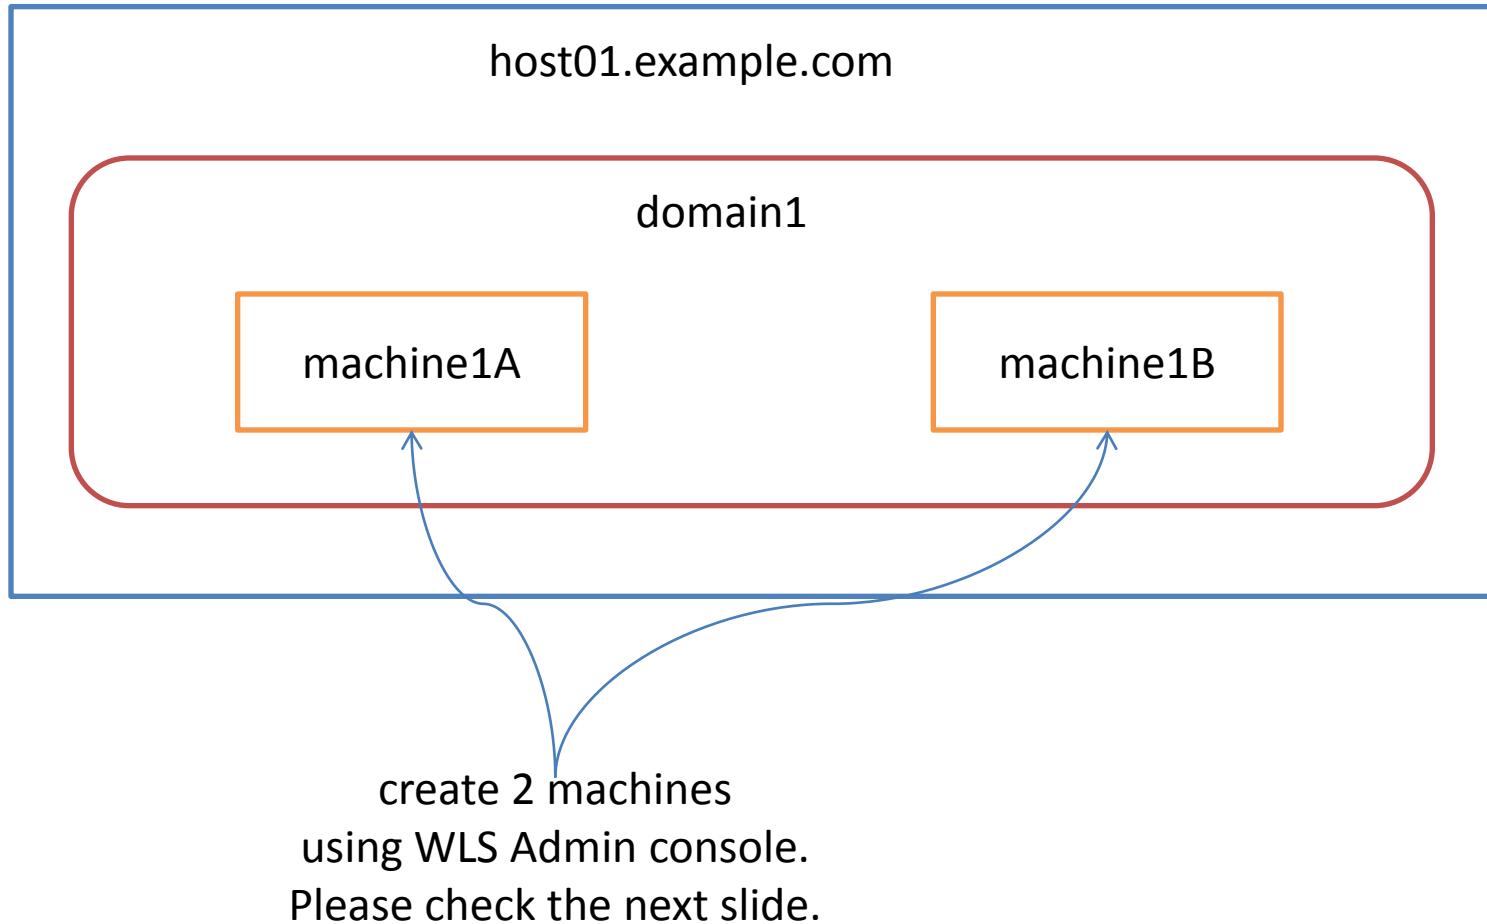 host01.example.com
domain1
machine1A
machine1B
create 2 machines
using WLS Admin console.
Please check the next slide.